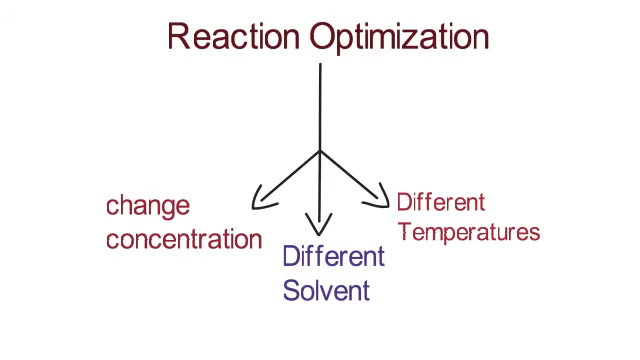 Reaction Optimization
change
concentration
Different
Solvent
Different
Temperatures